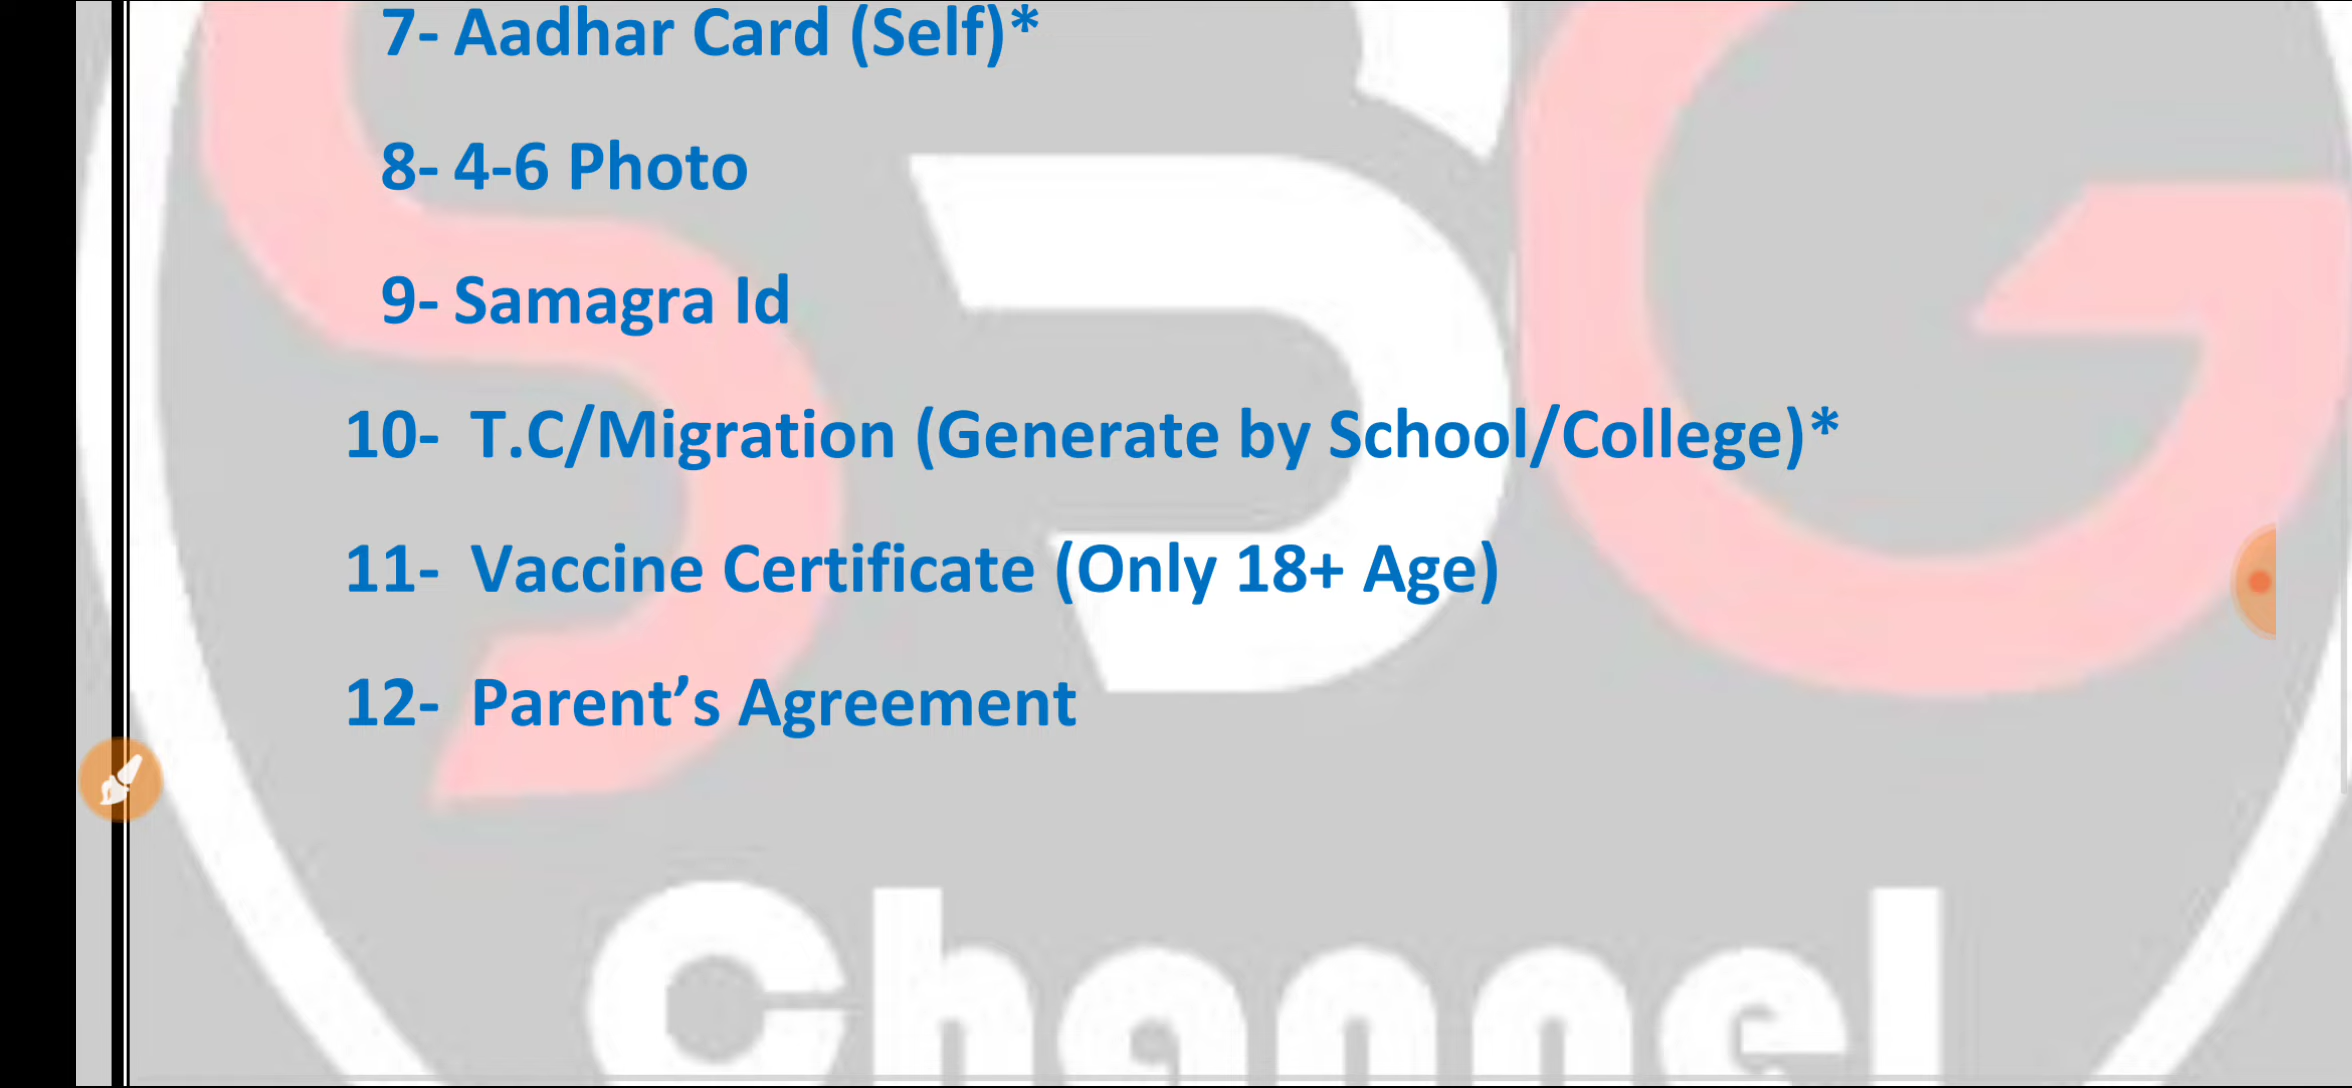 7- Aadhar Card (Self)*
8- 4-6 Photo
9- Samagra Id
10- T.C/Migration (Generate by School/College)*
11- Vaccine Certificate (Only 18+ Age)
12- Parent’s Agreement
Channel